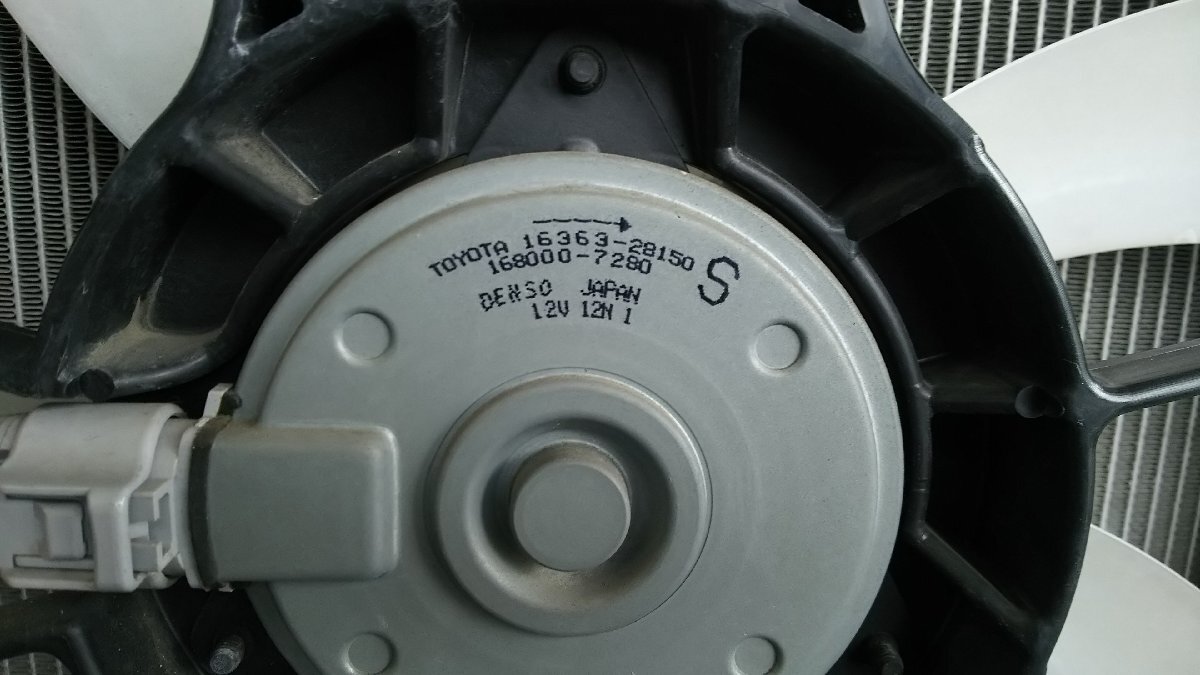 TOYOTA 16363-28150
168000-7280 S
DENSO JAPAN
12V 12N 1